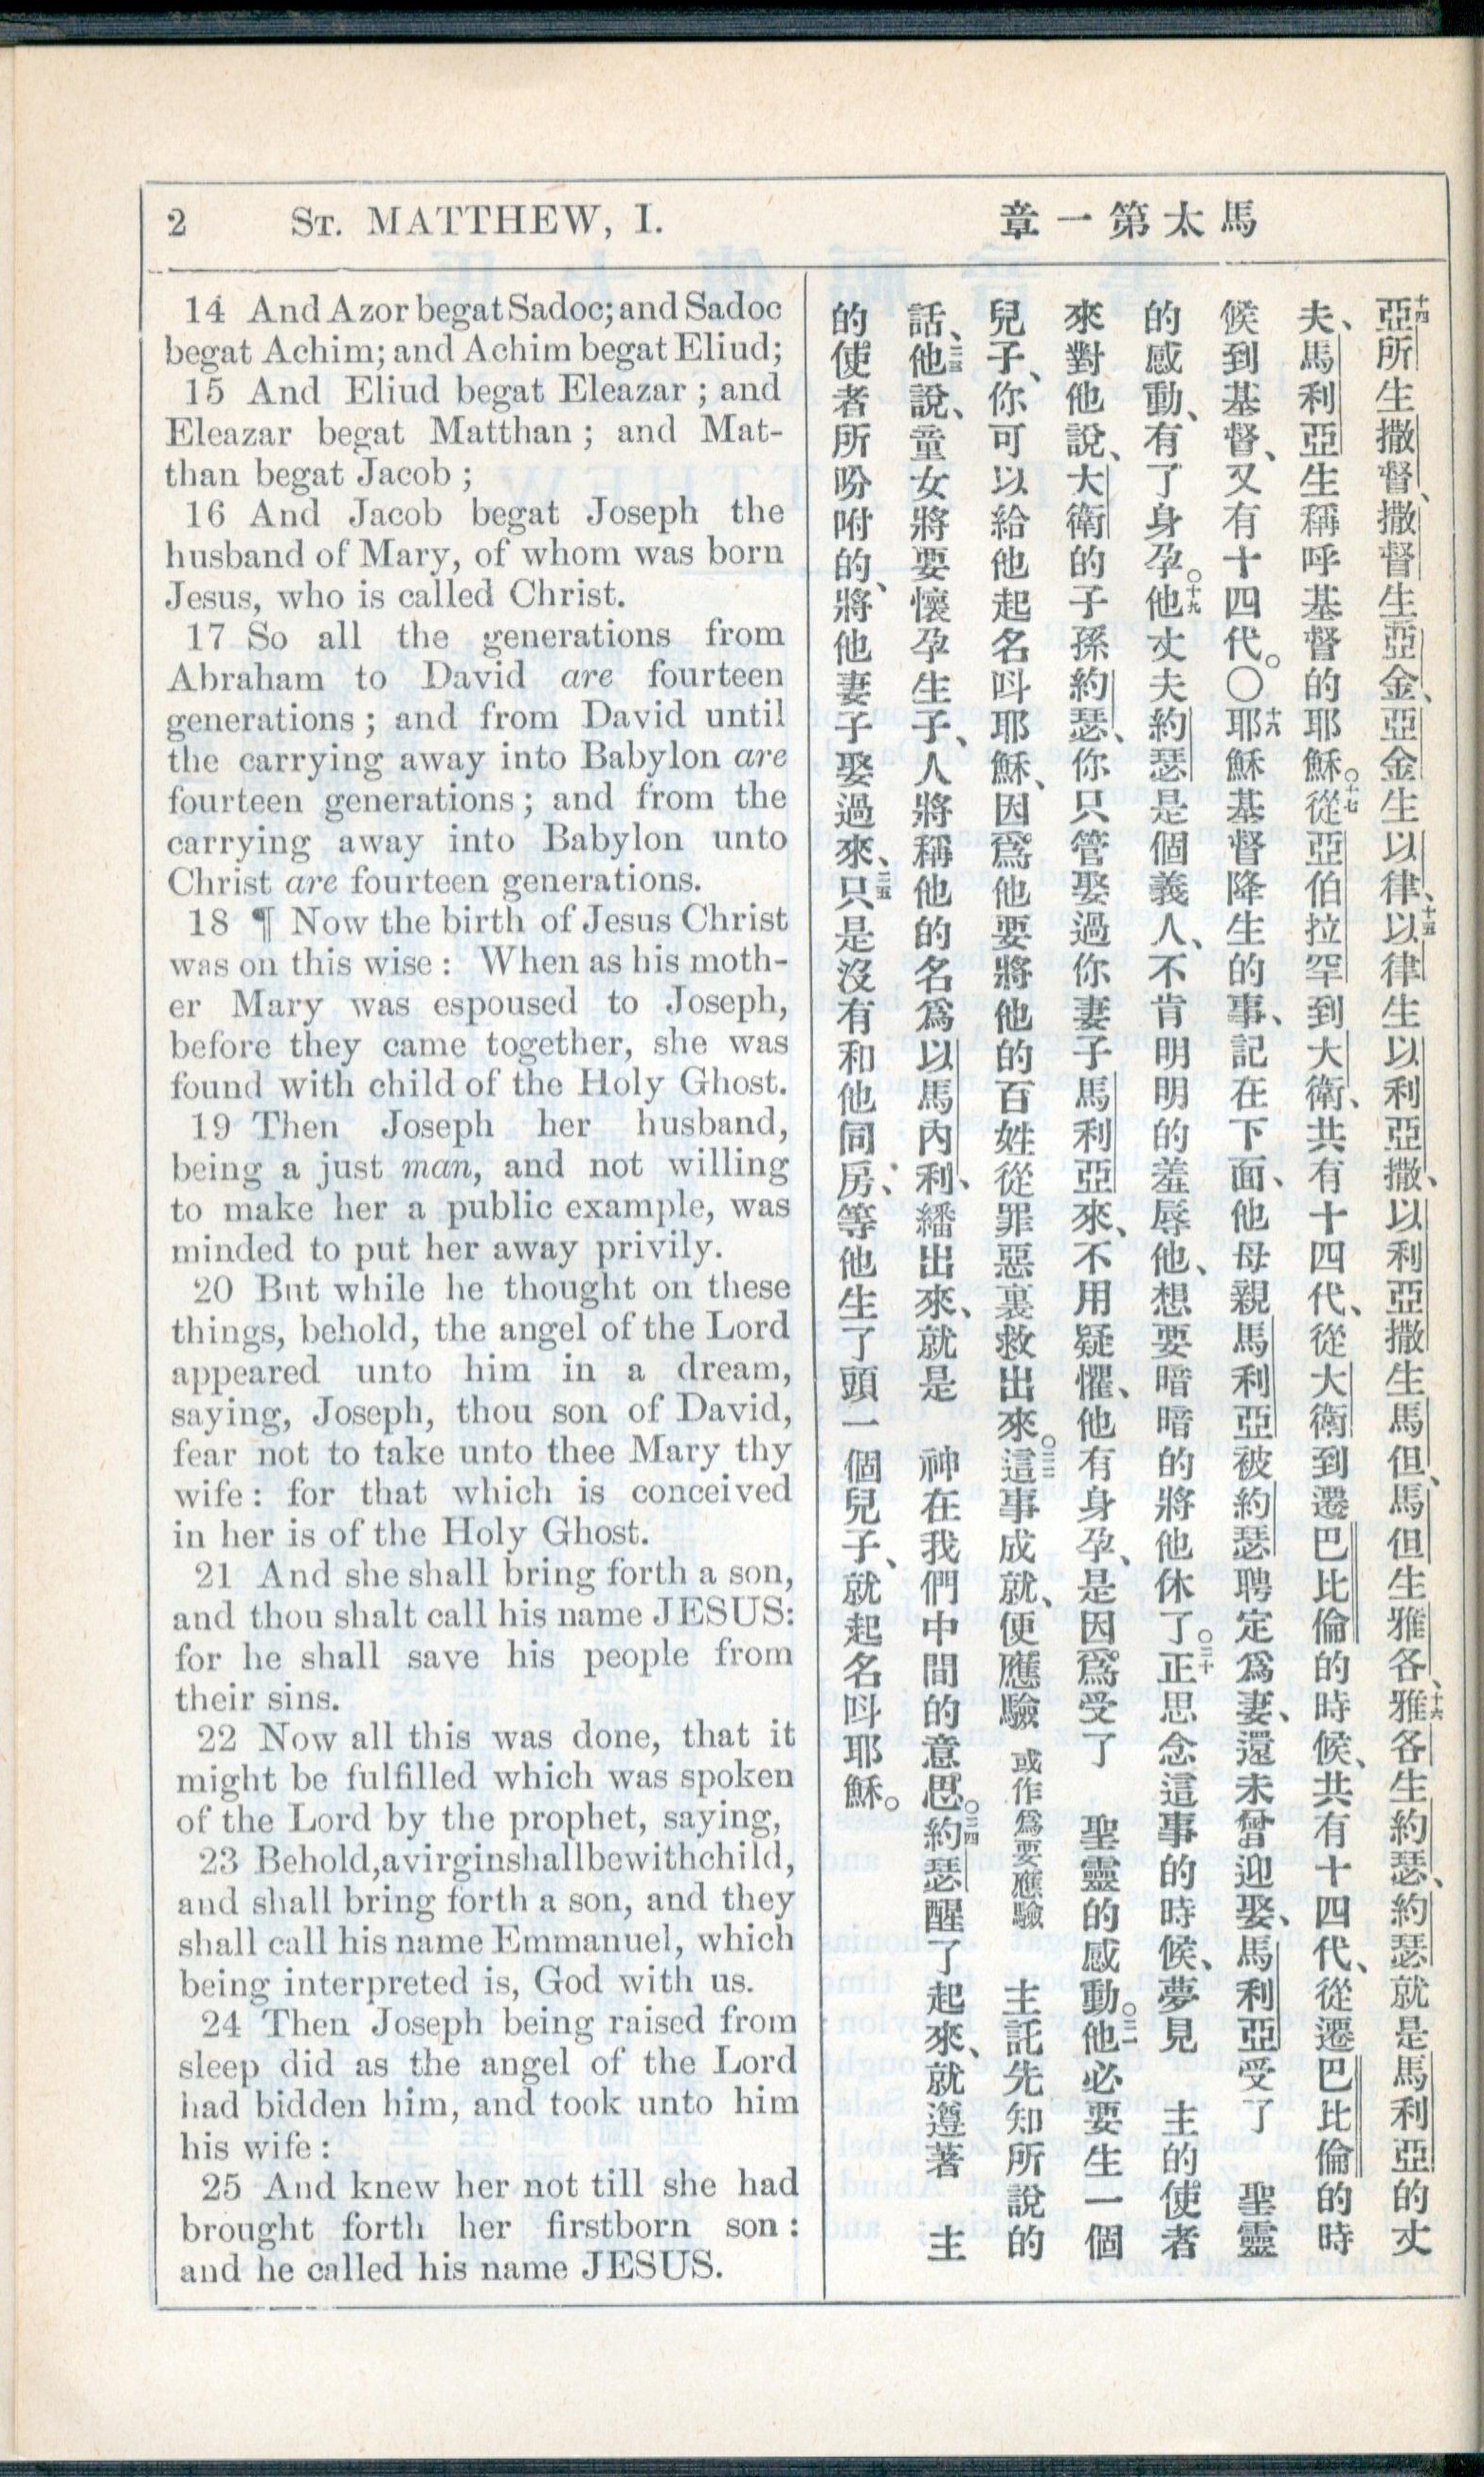 2 St. MATTHEW, I.
馬太第一章
14 And Azor begat Sadoc; and Sadoc
begat Achim; and Achim begat Eliud;
15 And Eliud begat Eleazar; and
Eleazar begat Matthan; and Mat-
than begat Jacob;
16 And Jacob begat Joseph the
husband of Mary, of whom was born
Jesus, who is called Christ.
17 So all the generations from
Abraham to David are fourteen
generations; and from David until
the carrying away into Babylon are
fourteen generations; and from the
carrying away into Babylon unto
Christ are fourteen generations.
18 ¶ Now the birth of Jesus Christ
was on this wise: When as his moth-
er Mary was espoused to Joseph,
before they came together, she was
found with child of the Holy Ghost.
19 Then Joseph her husband,
being a just man, and not willing
to make her a public example, was
minded to put her away privily.
20 But while he thought on these
things, behold, the angel of the Lord
appeared unto him in a dream,
saying, Joseph, thou son of David,
fear not to take unto thee Mary thy
wife: for that which is conceived
in her is of the Holy Ghost.
21 And she shall bring forth a son,
and thou shalt call his name JESUS:
for he shall save his people from
their sins.
22 Now all this was done, that it
might be fulfilled which was spoken
of the Lord by the prophet, saying,
23 Behold, a virgin shall be with child,
and shall bring forth a son, and they
shall call his name Emmanuel, which
being interpreted is, God with us.
24 Then Joseph being raised from
sleep did as the angel of the Lord
had bidden him, and took unto him
his wife:
25 And knew her not till she had
brought forth her firstborn son:
and he called his name JESUS.
十四亞所生撒督、撒督生亞金、亞金生以律、十五以律生以利亞撒、以利亞撒生馬但、馬但生雅各、十六雅各生約瑟、約瑟就是馬利亞的丈
夫、馬利亞生稱呼基督的耶穌。十七從亞伯拉罕到大衛、共有十四代、從大衛到遷巴比倫的時候、共有十四代、從遷巴比倫的時
候到基督、又有十四代。〇十八耶穌基督降生的事、記在下面、他母親馬利亞被約瑟聘定爲妻、還未曾迎娶、馬利亞受了 聖靈
的感動、有了身孕。十九他丈夫約瑟是個義人、不肯明明的羞辱他、想要暗暗的將他休了。二十正思念這事的時候、夢見 主的使者
來對他說、大衛的子孫約瑟、你只管娶過你妻子馬利亞來、不用疑懼、他有身孕、是因爲受了 聖靈的感動。二一他必要生一個
兒子、你可以給他起名呌耶穌、因爲他要將他的百姓從罪惡裏救出來。二二這事成就、便應驗 或作爲要應驗 主託先知所說的
話、二三他說、童女將要懷孕生子、人將稱他的名爲以馬內利、繙出來、就是 神在我們中間的意思。二四約瑟醒了起來、就遵著 主
的使者所吩咐的、將他妻子娶過來、二五只是沒有和他同房、等他生了頭一個兒子、就起名呌耶穌。